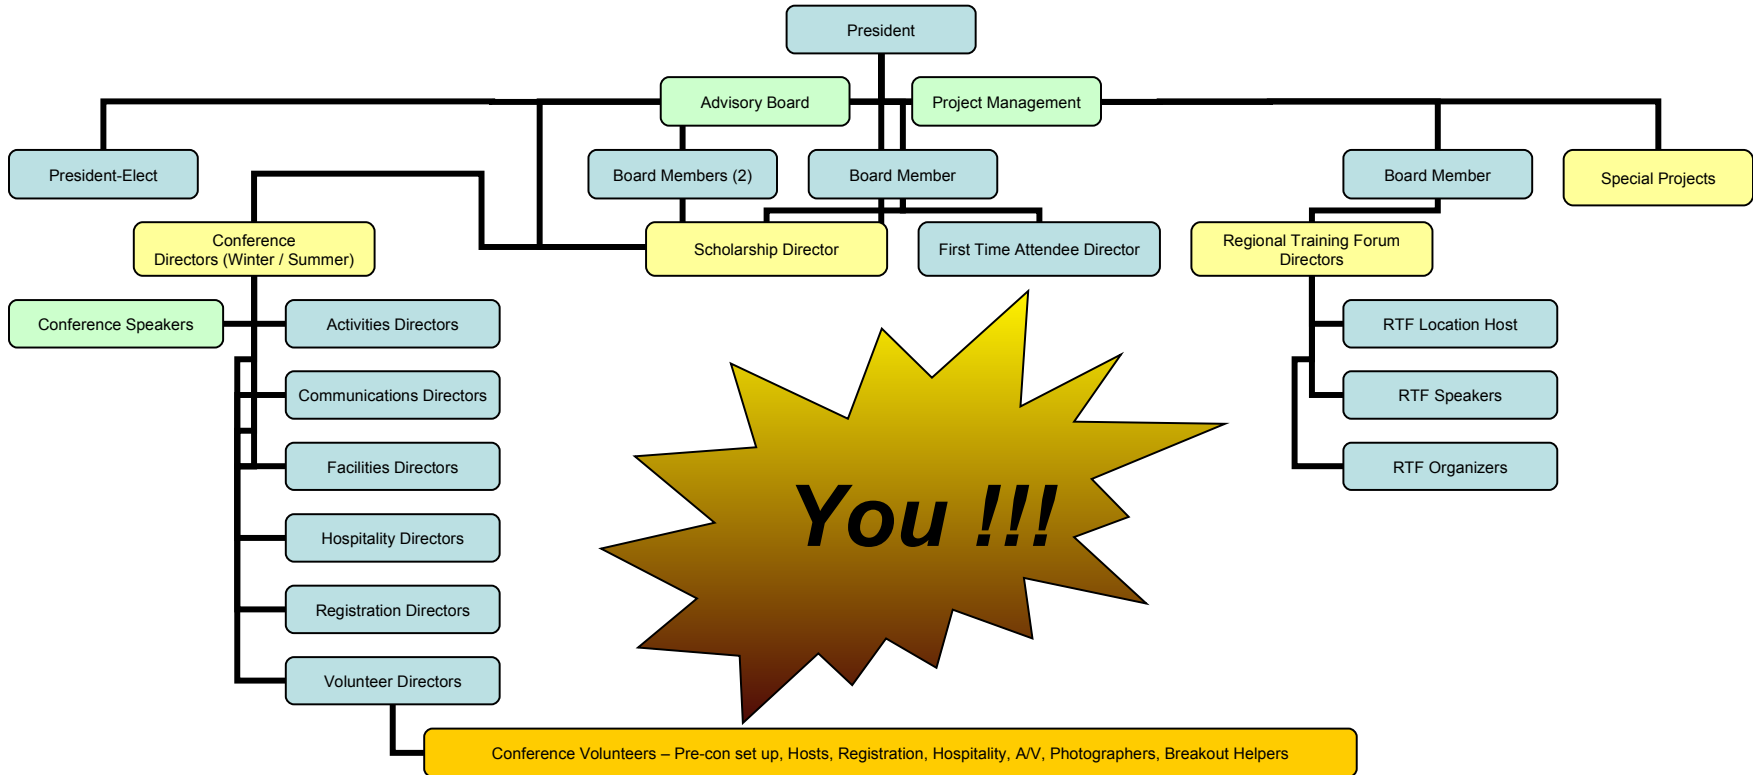 President
Advisory Board
Project Management
President-Elect
Board Members (2)
Board Member
Board Member
Special Projects
Conference
Directors (Winter / Summer)
Scholarship Director
First Time Attendee Director
Regional Training Forum
Directors
Conference Speakers
Activities Directors
RTF Location Host
Communications Directors
RTF Speakers
Facilities Directors
RTF Organizers
You !!!
Hospitality Directors
Registration Directors
Volunteer Directors
Conference Volunteers – Pre-con set up, Hosts, Registration, Hospitality, A/V, Photographers, Breakout Helpers